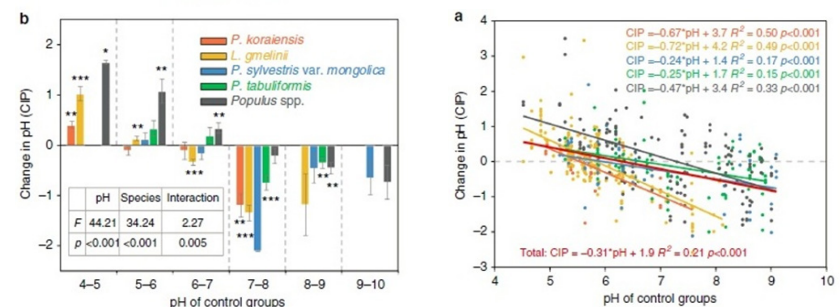 b
Change in pH (CIP)
2
1
0
−1
−2
P. koraiensis
L. gmelinii
P. sylvestris var. mongolica
P. tabuliformis
Populus spp.
** *** *
** **
*** **
** *** ***
** **
pH Species Interaction
F 44.21 34.24 2.27
p <0.001 <0.001 0.005
4–5 5–6 6–7 7–8 8–9 9–10
pH of control groups
a
Change in pH (CIP)
4
3
2
1
0
−1
−2
−3
CIP =−0.67*pH + 3.7 R² = 0.50 p<0.001
CIP =−0.72*pH + 4.2 R² = 0.49 p<0.001
CIP =−0.24*pH + 1.4 R² = 0.17 p<0.001
CIP =−0.25*pH + 1.7 R² = 0.15 p<0.001
CIP =−0.47*pH + 3.4 R² = 0.33 p<0.001
Total: CIP = −0.31*pH + 1.9 R² = 0.21 p<0.001
4 5 6 7 8 9 10
pH of control groups